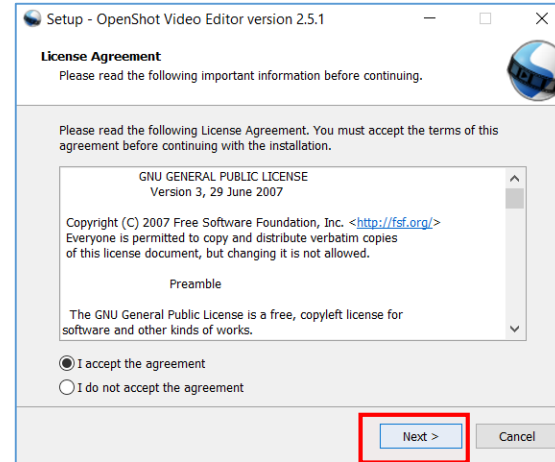 Setup - OpenShot Video Editor version 2.5.1
License Agreement
Please read the following important information before continuing.
Please read the following License Agreement. You must accept the terms of this
agreement before continuing with the installation.
GNU GENERAL PUBLIC LICENSE
Version 3, 29 June 2007
Copyright (C) 2007 Free Software Foundation, Inc. <http://fsf.org/>
Everyone is permitted to copy and distribute verbatim copies
of this license document, but changing it is not allowed.
Preamble
The GNU General Public License is a free, copyleft license for
software and other kinds of works.
I accept the agreement
I do not accept the agreement
Next > Cancel